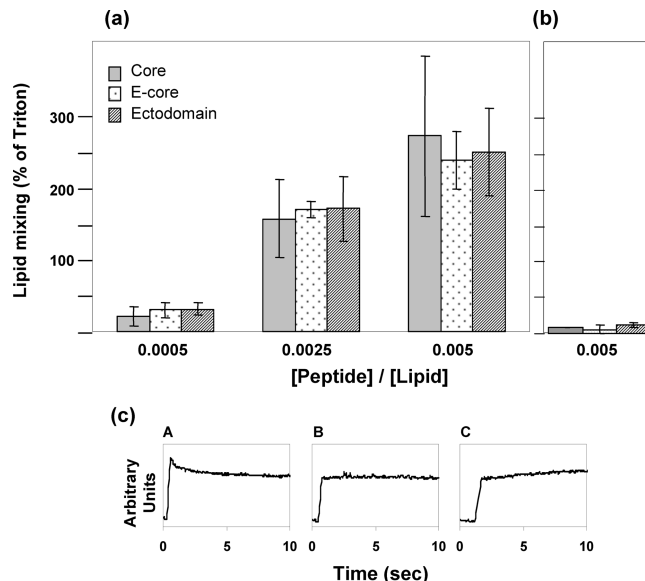 (a)
(b)
Core
E-core
Ectodomain
Lipid mixing (% of Triton)
300
200
100
0.0005
0.0025
0.005
0.005
[Peptide] / [Lipid]
(c)
A
B
C
Arbitrary
Units
0
5
10
0
5
10
0
5
10
Time (sec)